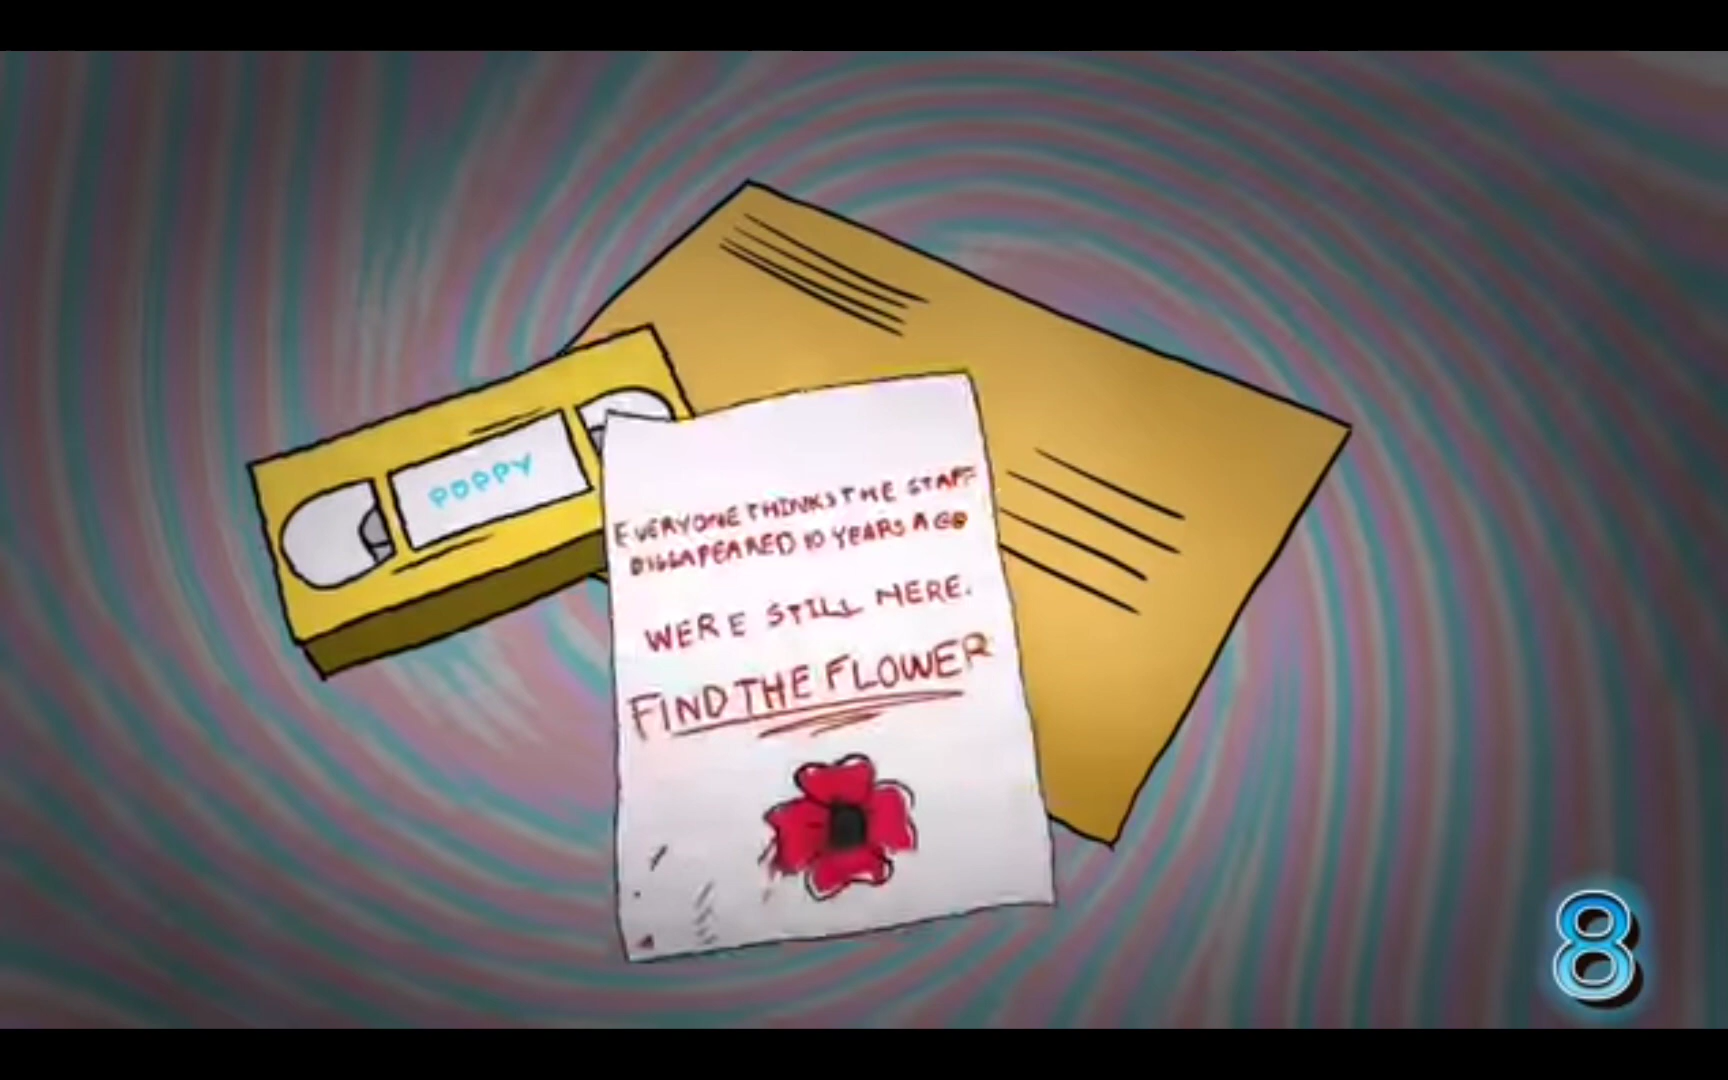 POPPY
EVERYONE THINKS THE STAFF
DISSAPEARED 10 YEARS AGO
WERE STILL HERE.
FIND THE FLOWER
8